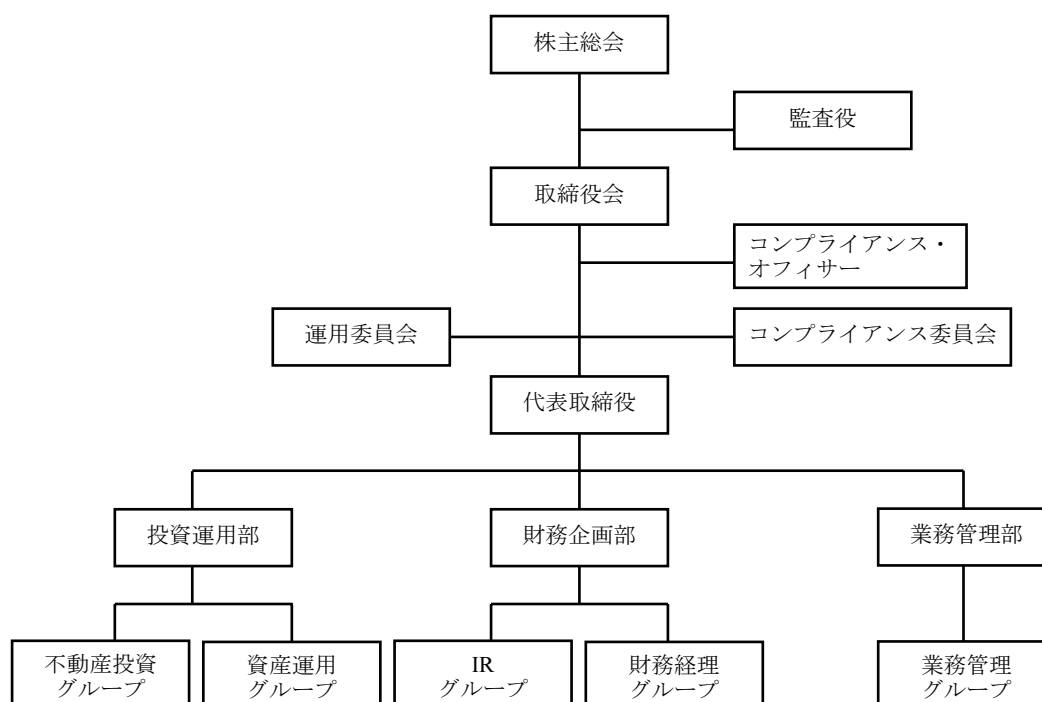 株主総会
監査役
取締役会
コンプライアンス・
オフィサー
運用委員会
コンプライアンス委員会
代表取締役
投資運用部
財務企画部
業務管理部
不動産投資
グループ
資産運用
グループ
IR
グループ
財務経理
グループ
業務管理
グループ